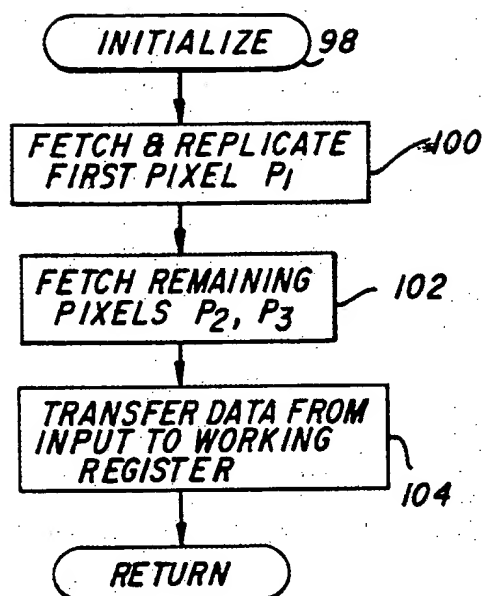 INITIALIZE 98
FETCH & REPLICATE
FIRST PIXEL P1
100
FETCH REMAINING
PIXELS P2, P3
102
TRANSFER DATA FROM
INPUT TO WORKING
REGISTER
104
RETURN